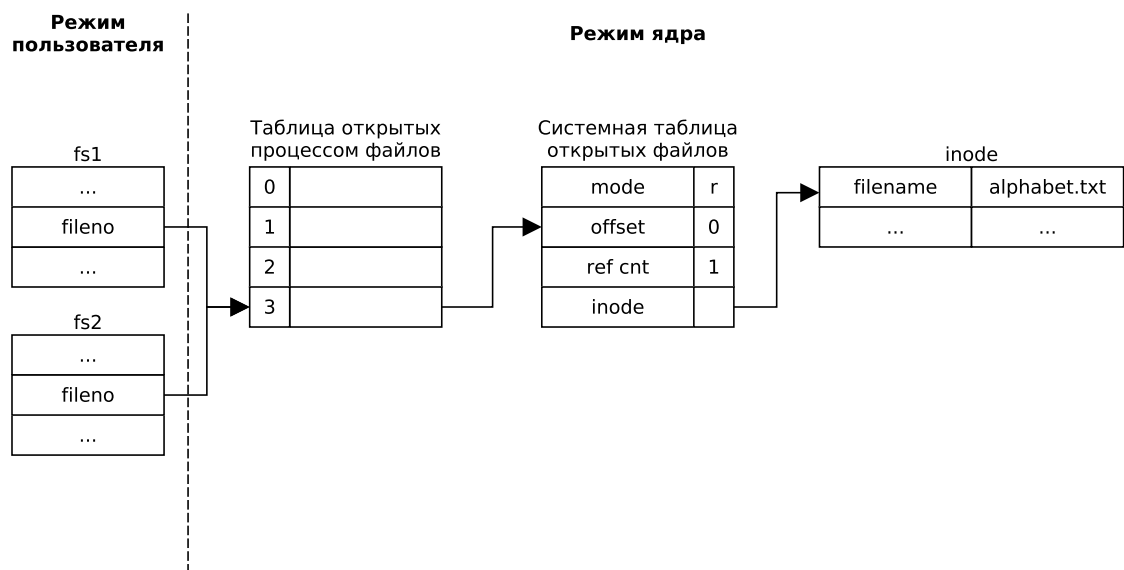 Режим
пользователя
Режим ядра
fs1
...
fileno
...
fs2
...
fileno
...
Таблица открытых
процессом файлов
0
1
2
3
Системная таблица
открытых файлов
mode r
offset 0
ref cnt 1
inode
inode
filename alphabet.txt
... ...